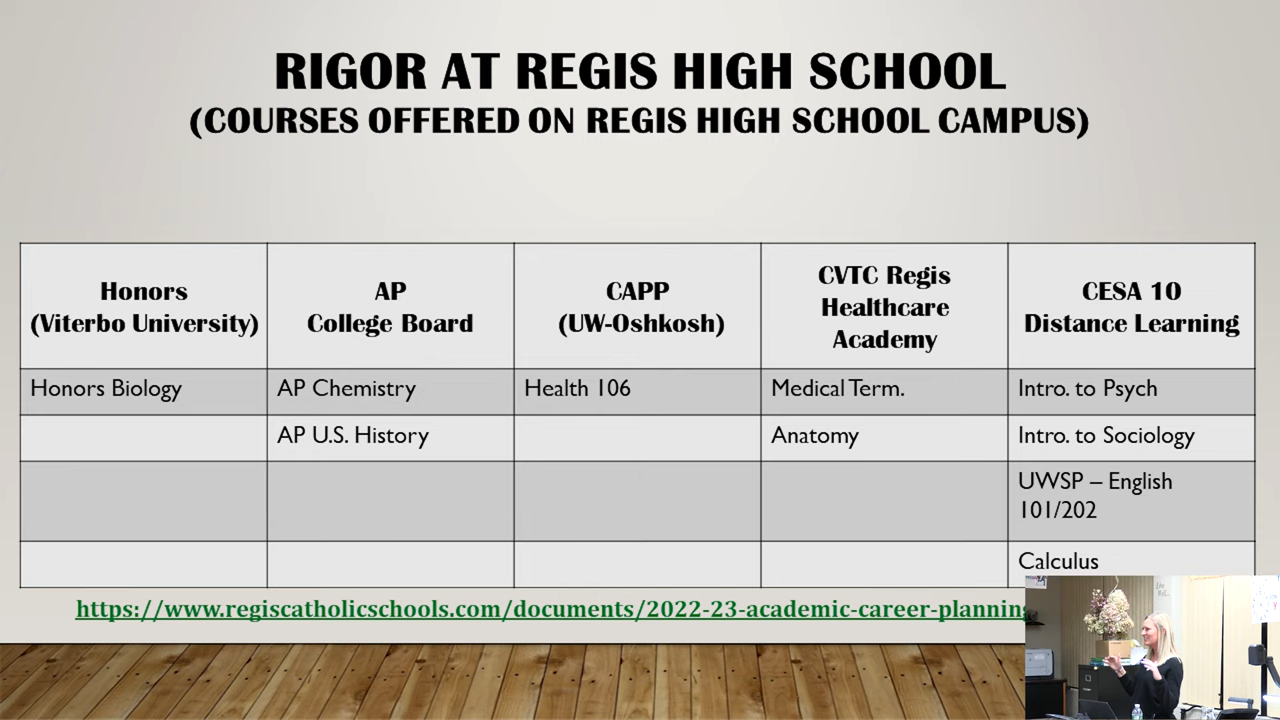 RIGOR AT REGIS HIGH SCHOOL
(COURSES OFFERED ON REGIS HIGH SCHOOL CAMPUS)
Honors
(Viterbo University)
AP
College Board
CAPP
(UW-Oshkosh)
CVTC Regis
Healthcare
Academy
CESA 10
Distance Learning
Honors Biology
AP Chemistry
Health 106
Medical Term.
Intro. to Psych
AP U.S. History
Anatomy
Intro. to Sociology
UWSP – English
101/202
Calculus
https://www.regiscatholicschools.com/documents/2022-23-academic-career-planning